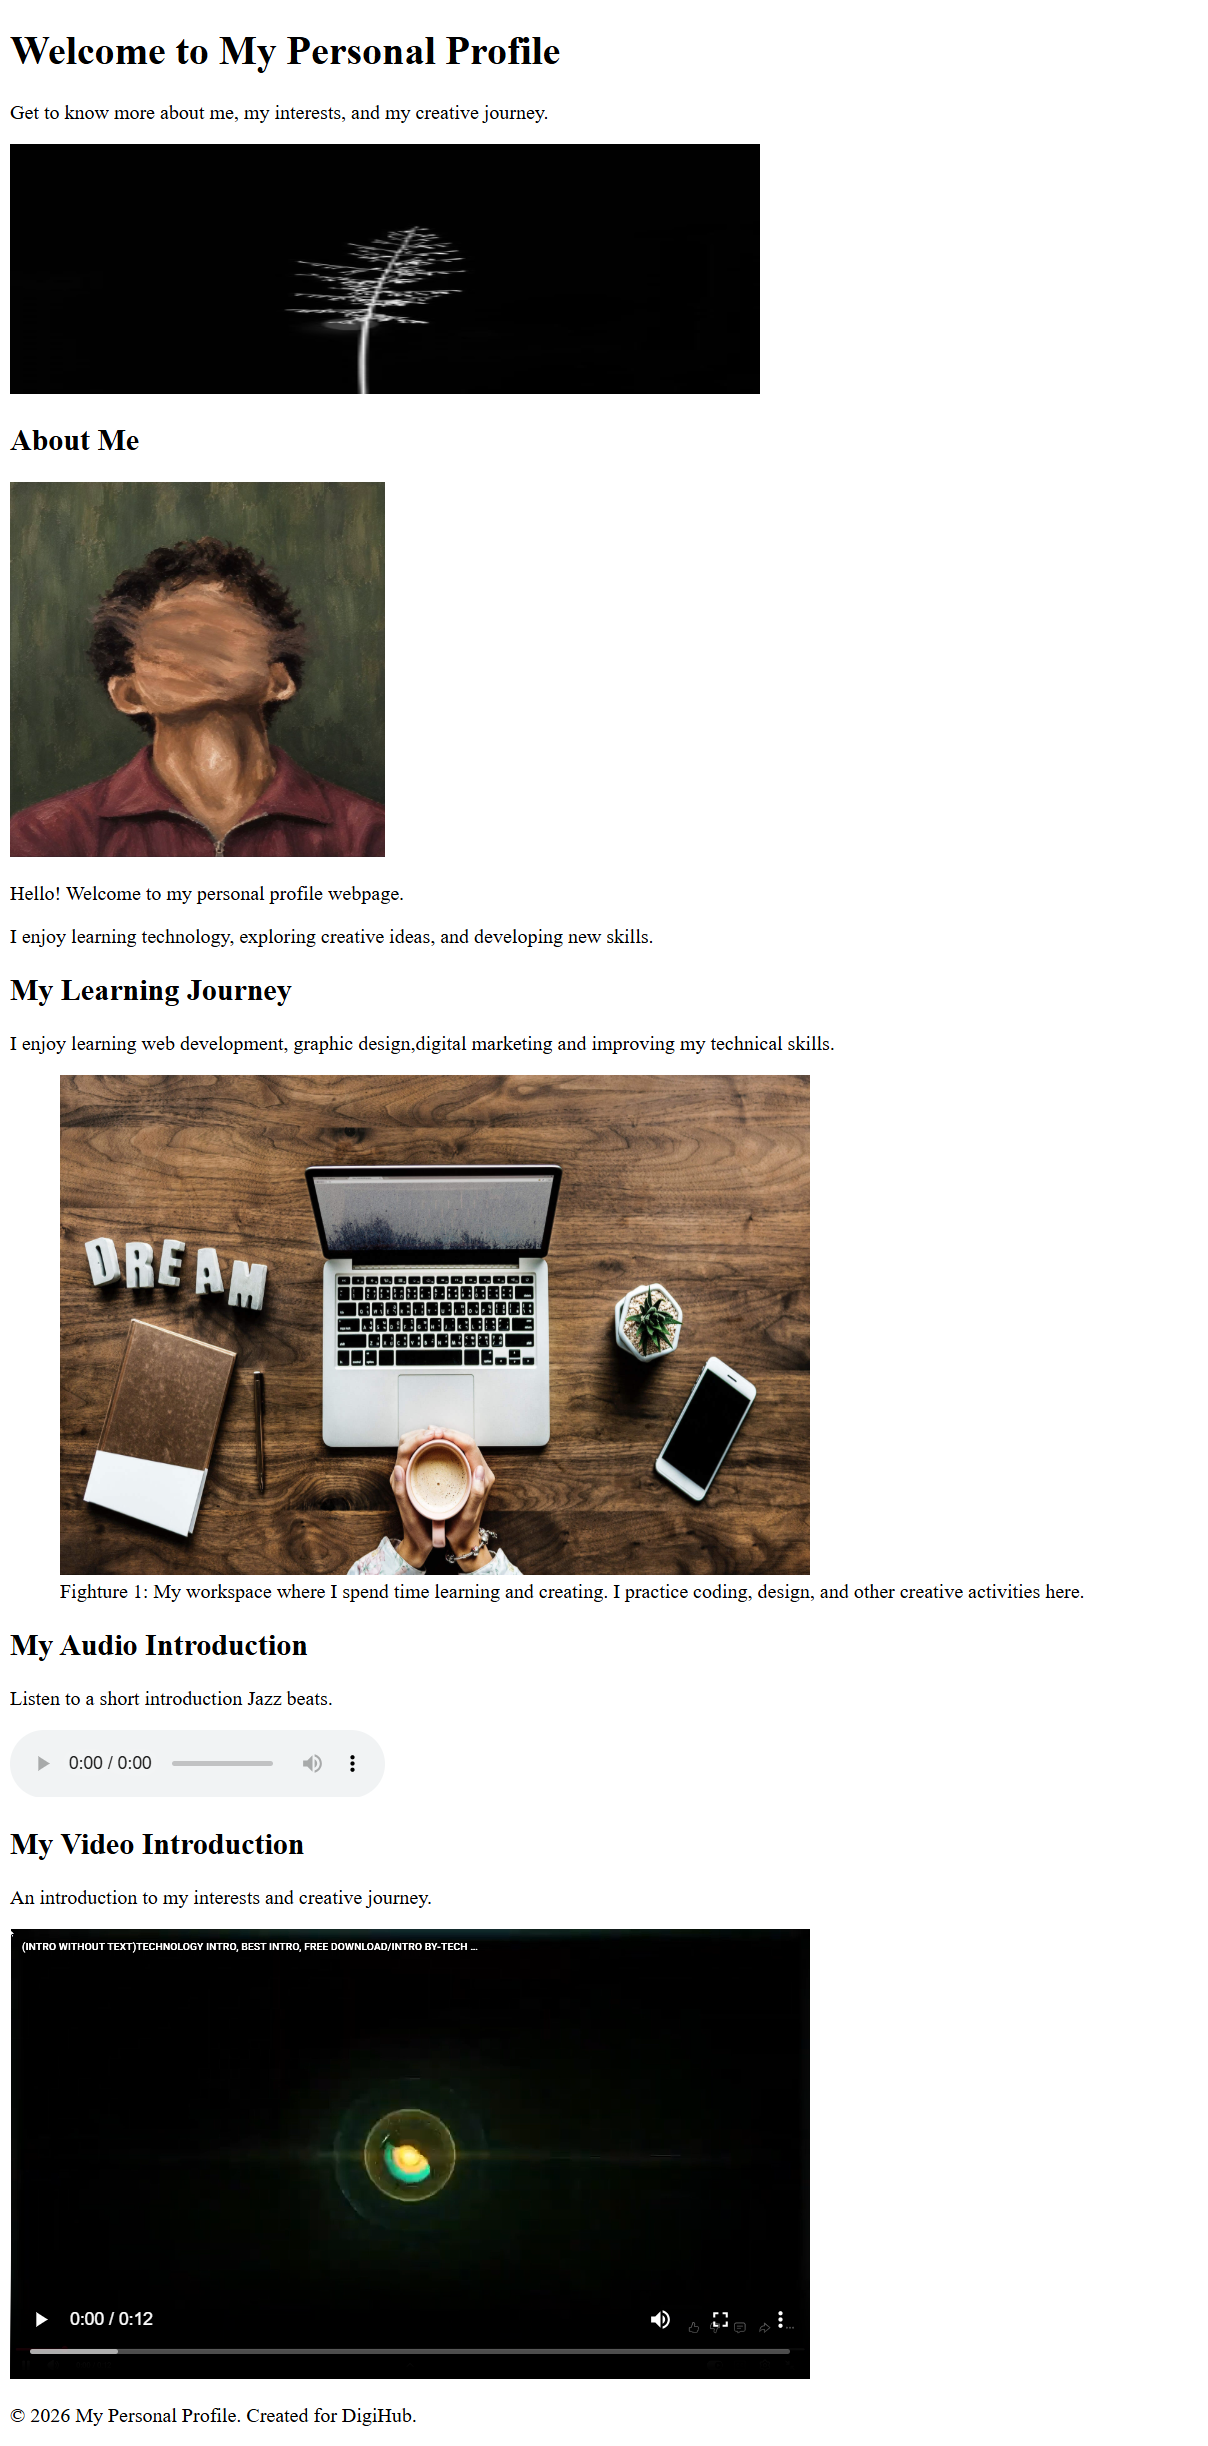 Welcome to My Personal Profile
Get to know more about me, my interests, and my creative journey.
About Me
Hello! Welcome to my personal profile webpage.
I enjoy learning technology, exploring creative ideas, and developing new skills.
My Learning Journey
I enjoy learning web development, graphic design,digital marketing and improving my technical skills.
DREAM
Fighture 1: My workspace where I spend time learning and creating. I practice coding, design, and other creative activities here.
My Audio Introduction
Listen to a short introduction Jazz beats.
0:00 / 0:00
My Video Introduction
An introduction to my interests and creative journey.
(INTRO WITHOUT TEXT)TECHNOLOGY INTRO, BEST INTRO, FREE DOWNLOAD/INTRO BY-TECH ...
0:00 / 0:12
© 2026 My Personal Profile. Created for DigiHub.